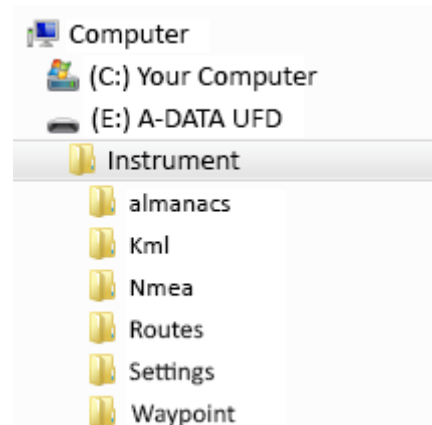 Computer
(C:) Your Computer
(E:) A-DATA UFD
Instrument
almanacs
Kml
Nmea
Routes
Settings
Waypoint